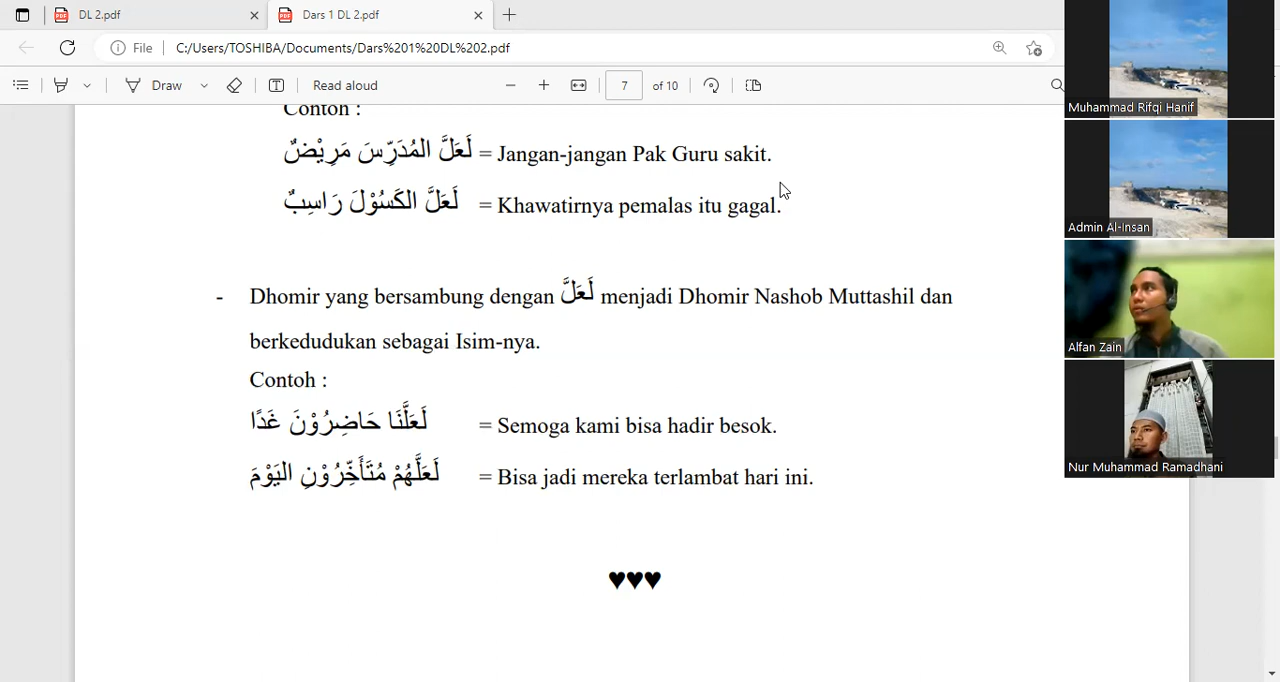 DL 2.pdf
Dars 1 DL 2.pdf
File
C:/Users/TOSHIBA/Documents/Dars%201%20DL%202.pdf
Draw
Read aloud
7
of 10
Contoh :
لَعَلَّ المُدَرِّسَ مَرِيْضٌ = Jangan-jangan Pak Guru sakit.
لَعَلَّ الكَسُوْلَ رَاسِبٌ = Khawatirnya pemalas itu gagal.
- Dhomir yang bersambung dengan لَعَلَّ menjadi Dhomir Nashob Muttashil dan
berkedudukan sebagai Isim-nya.
Contoh :
لَعَلَّنَا حَاضِرُوْنَ غَدًا = Semoga kami bisa hadir besok.
لَعَلَّهُمْ مُتَأَخِّرُوْنِ اليَوْمَ = Bisa jadi mereka terlambat hari ini.
♥♥♥
Muhammad Rifqi Hanif
Admin Al-Insan
Alfan Zain
Nur Muhammad Ramadhani